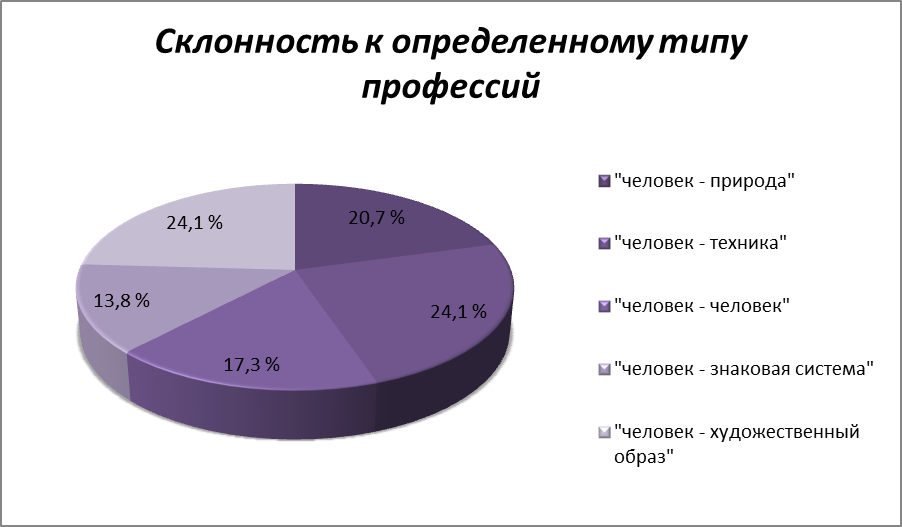 Склонность к определенному типу
профессий
24,1 %
20,7 %
13,8 %
24,1 %
17,3 %
"человек - природа"
"человек - техника"
"человек - человек"
"человек - знаковая система"
"человек - художественный
образ"